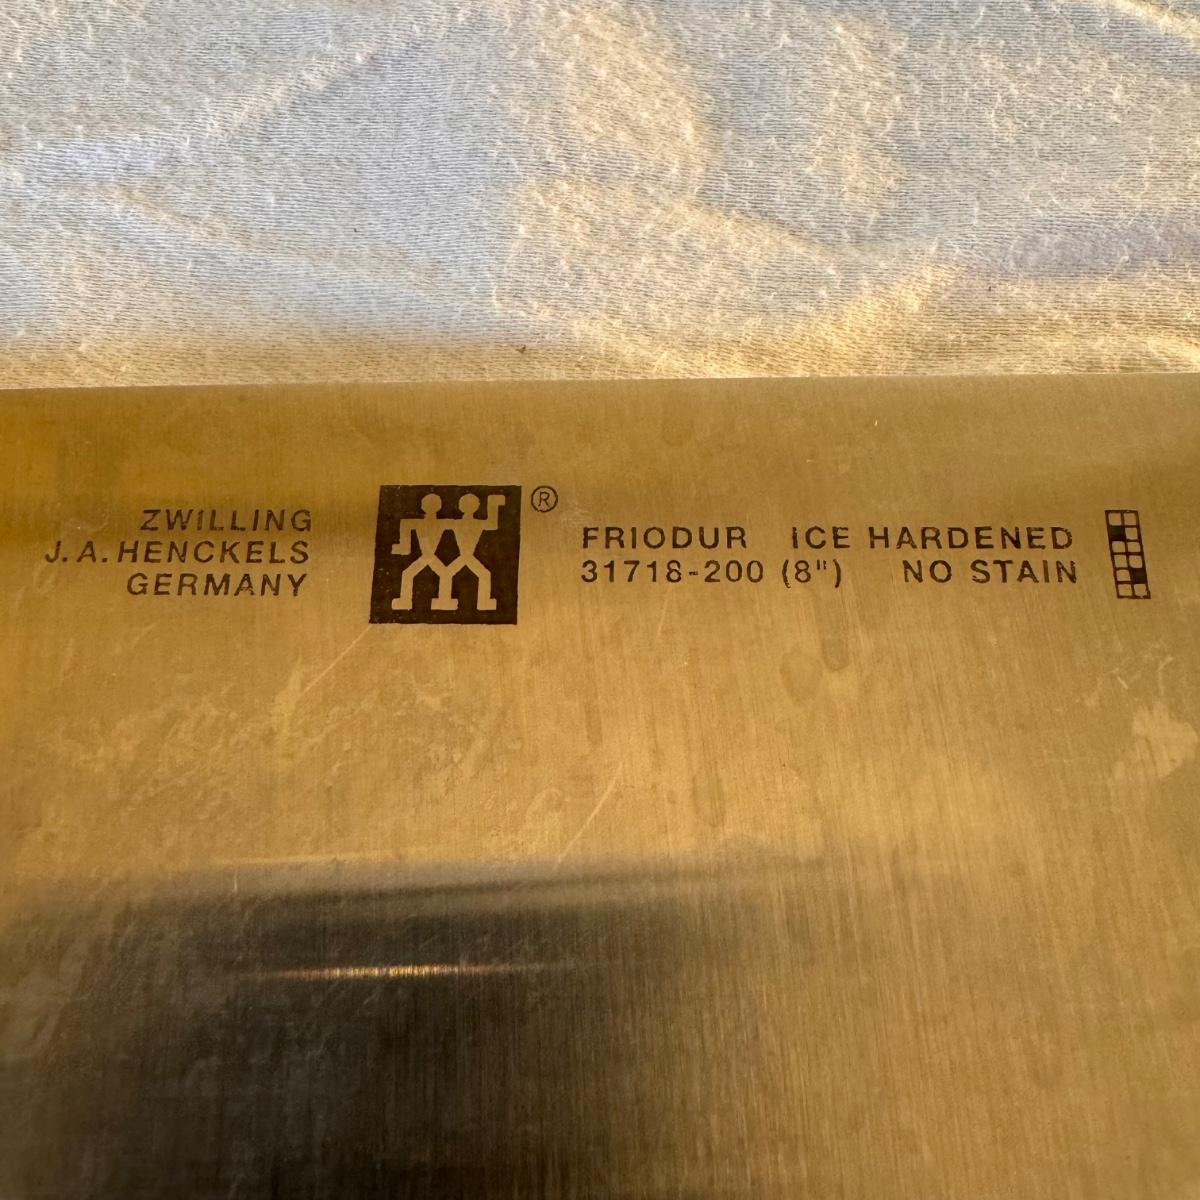 ZWILLING
J. A. HENCKELS
GERMANY
®
FRIODUR ICE HARDENED
31718-200 (8") NO STAIN